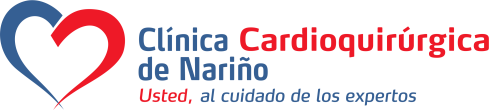 Clínica Cardioquirúrgica
de Nariño
Usted, al cuidado de los expertos